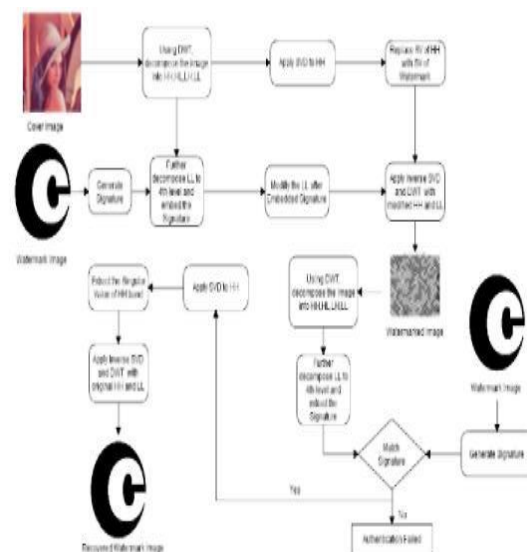 Using DWT,
decompose the Image
into HH,HL,LH,LL
Apply SVD to HH
Replace SV of HH
with SV of
Watermark
Cover Image
Generate
Signature
Further
decompose LL to
4th level and
embed the
Signature
Modify the LL after
Embedded Signature
Apply Inverse SVD
and DWT with
modified HH and LL
Watermark Image
Extract the Singular
Value of HH band
Apply SVD to HH
Using DWT,
decompose the Image
into HH,HL,LH,LL
Watermarked Image
Apply Inverse SVD
and DWT with
original HH and LL
Further
decompose LL to
4th level and
extract the
Signature
Watermark Image
Match
Signature
Generate Signature
Yes
No
Recovered Watermark Image
Authentication Failed